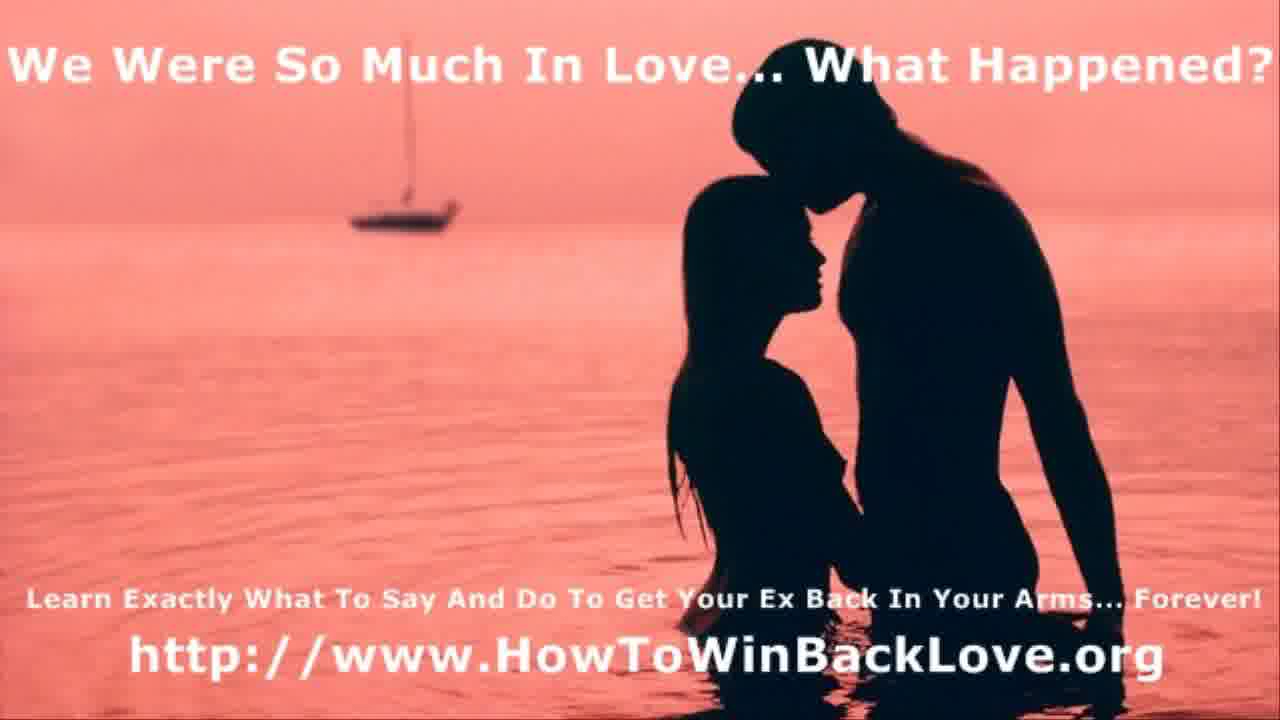 We Were So Much In Love... What Happened?
Learn Exactly What To Say And Do To Get Your Ex Back In Your Arms... Forever!
http://www.HowToWinBackLove.org